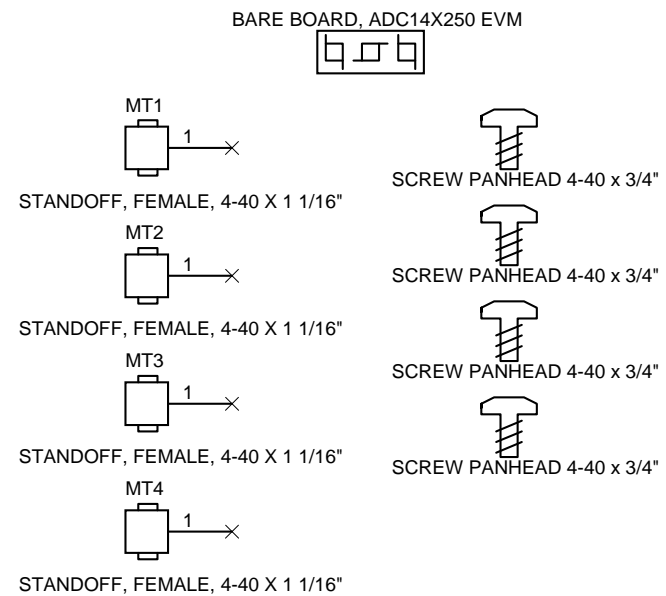 BARE BOARD, ADC14X250 EVM
MT1
1
STANDOFF, FEMALE, 4-40 X 1 1/16"
MT2
1
STANDOFF, FEMALE, 4-40 X 1 1/16"
MT3
1
STANDOFF, FEMALE, 4-40 X 1 1/16"
MT4
1
STANDOFF, FEMALE, 4-40 X 1 1/16"
SCREW PANHEAD 4-40 x 3/4"
SCREW PANHEAD 4-40 x 3/4"
SCREW PANHEAD 4-40 x 3/4"
SCREW PANHEAD 4-40 x 3/4"